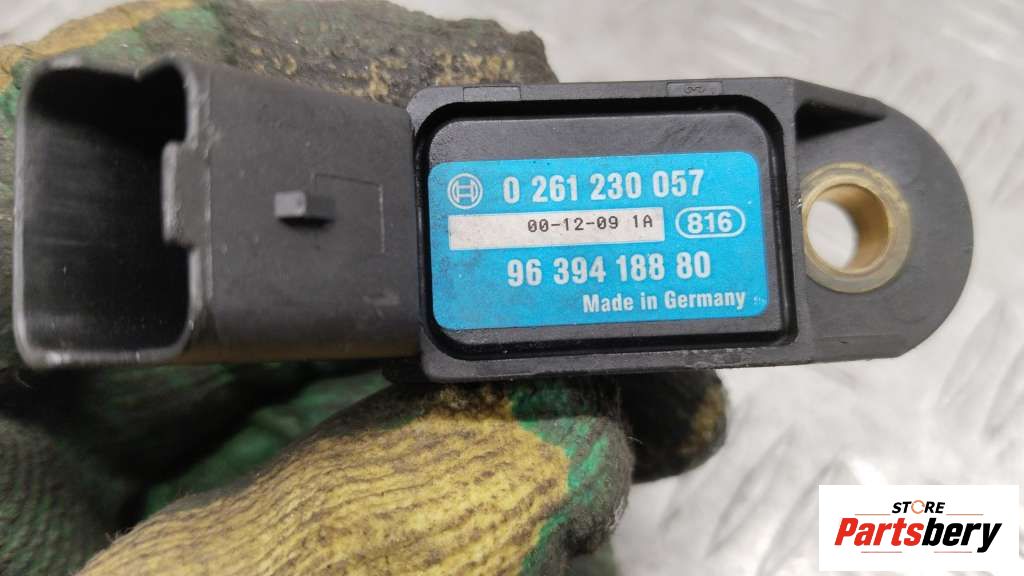 0 261 230 057
00-12-09 1A 816
96 394 188 80
Made in Germany
STORE
Partsbery